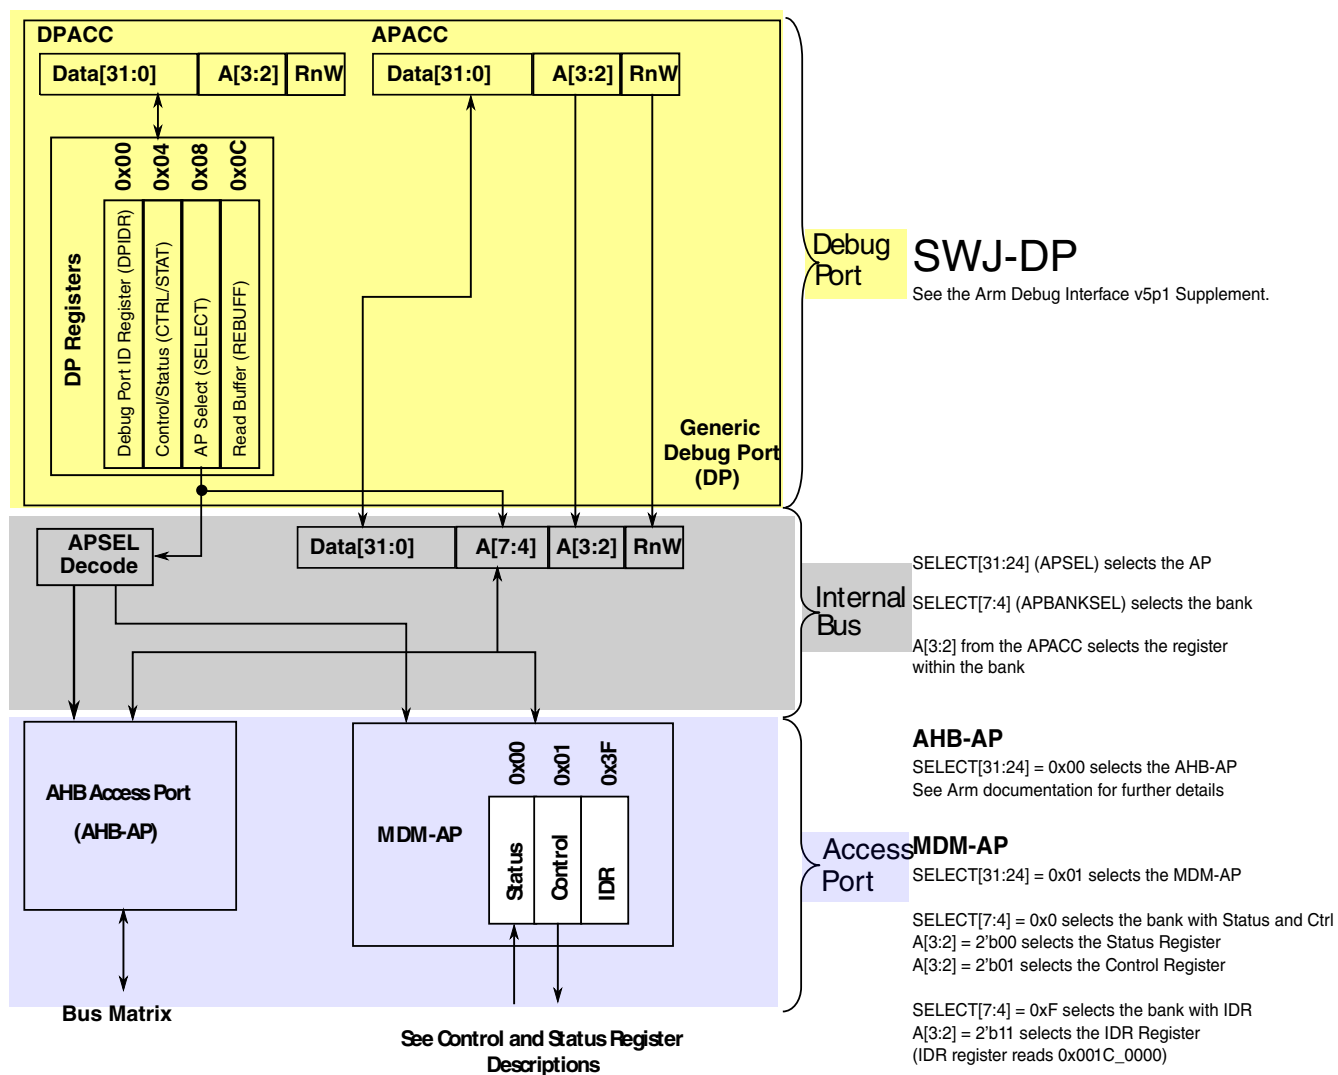 DPACC
APACC
Data[31:0] A[3:2] RnW
Data[31:0] A[3:2] RnW
0x00
0x04
0x08
0x0C
DP Registers
Debug Port ID Register (DPIDR)
Control/Status (CTRL/STAT)
AP Select (SELECT)
Read Buffer (REBUFF)
Generic
Debug Port
(DP)
Debug
Port
SWJ-DP
See the Arm Debug Interface v5p1 Supplement.
APSEL
Decode
Data[31:0] A[7:4] A[3:2] RnW
Internal
Bus
SELECT[31:24] (APSEL) selects the AP
SELECT[7:4] (APBANKSEL) selects the bank
A[3:2] from the APACC selects the register
within the bank
AHB Access Port
(AHB-AP)
Bus Matrix
MDM-AP
0x00
0x01
0x3F
Status
Control
IDR
See Control and Status Register
Descriptions
Access
Port
AHB-AP
SELECT[31:24] = 0x00 selects the AHB-AP
See Arm documentation for further details
MDM-AP
SELECT[31:24] = 0x01 selects the MDM-AP
SELECT[7:4] = 0x0 selects the bank with Status and Ctrl
A[3:2] = 2'b00 selects the Status Register
A[3:2] = 2'b01 selects the Control Register
SELECT[7:4] = 0xF selects the bank with IDR
A[3:2] = 2'b11 selects the IDR Register
(IDR register reads 0x001C_0000)